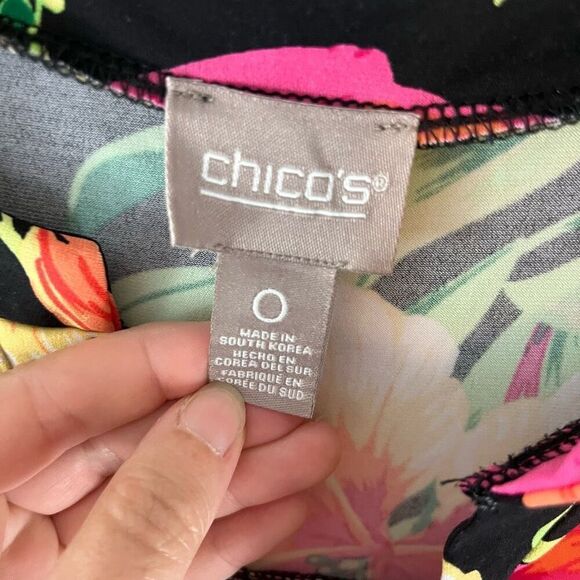 chico's®
0
MADE IN
SOUTH KOREA
HECHO EN
COREA DEL SUR
FABRIQUÉ EN
CORÉE DU SUD